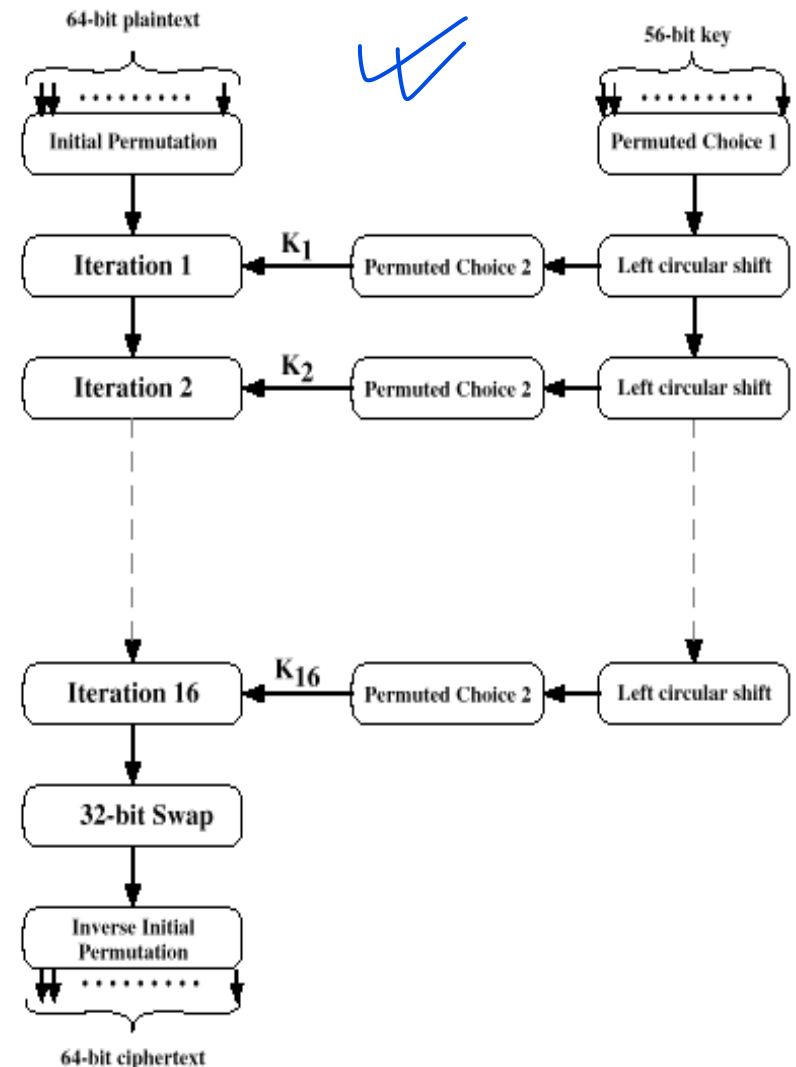 64-bit plaintext
56-bit key
Initial Permutation
Permuted Choice 1
Iteration 1
K1
Permuted Choice 2
Left circular shift
Iteration 2
K2
Permuted Choice 2
Left circular shift
Iteration 16
K16
Permuted Choice 2
Left circular shift
32-bit Swap
Inverse Initial
Permutation
64-bit ciphertext